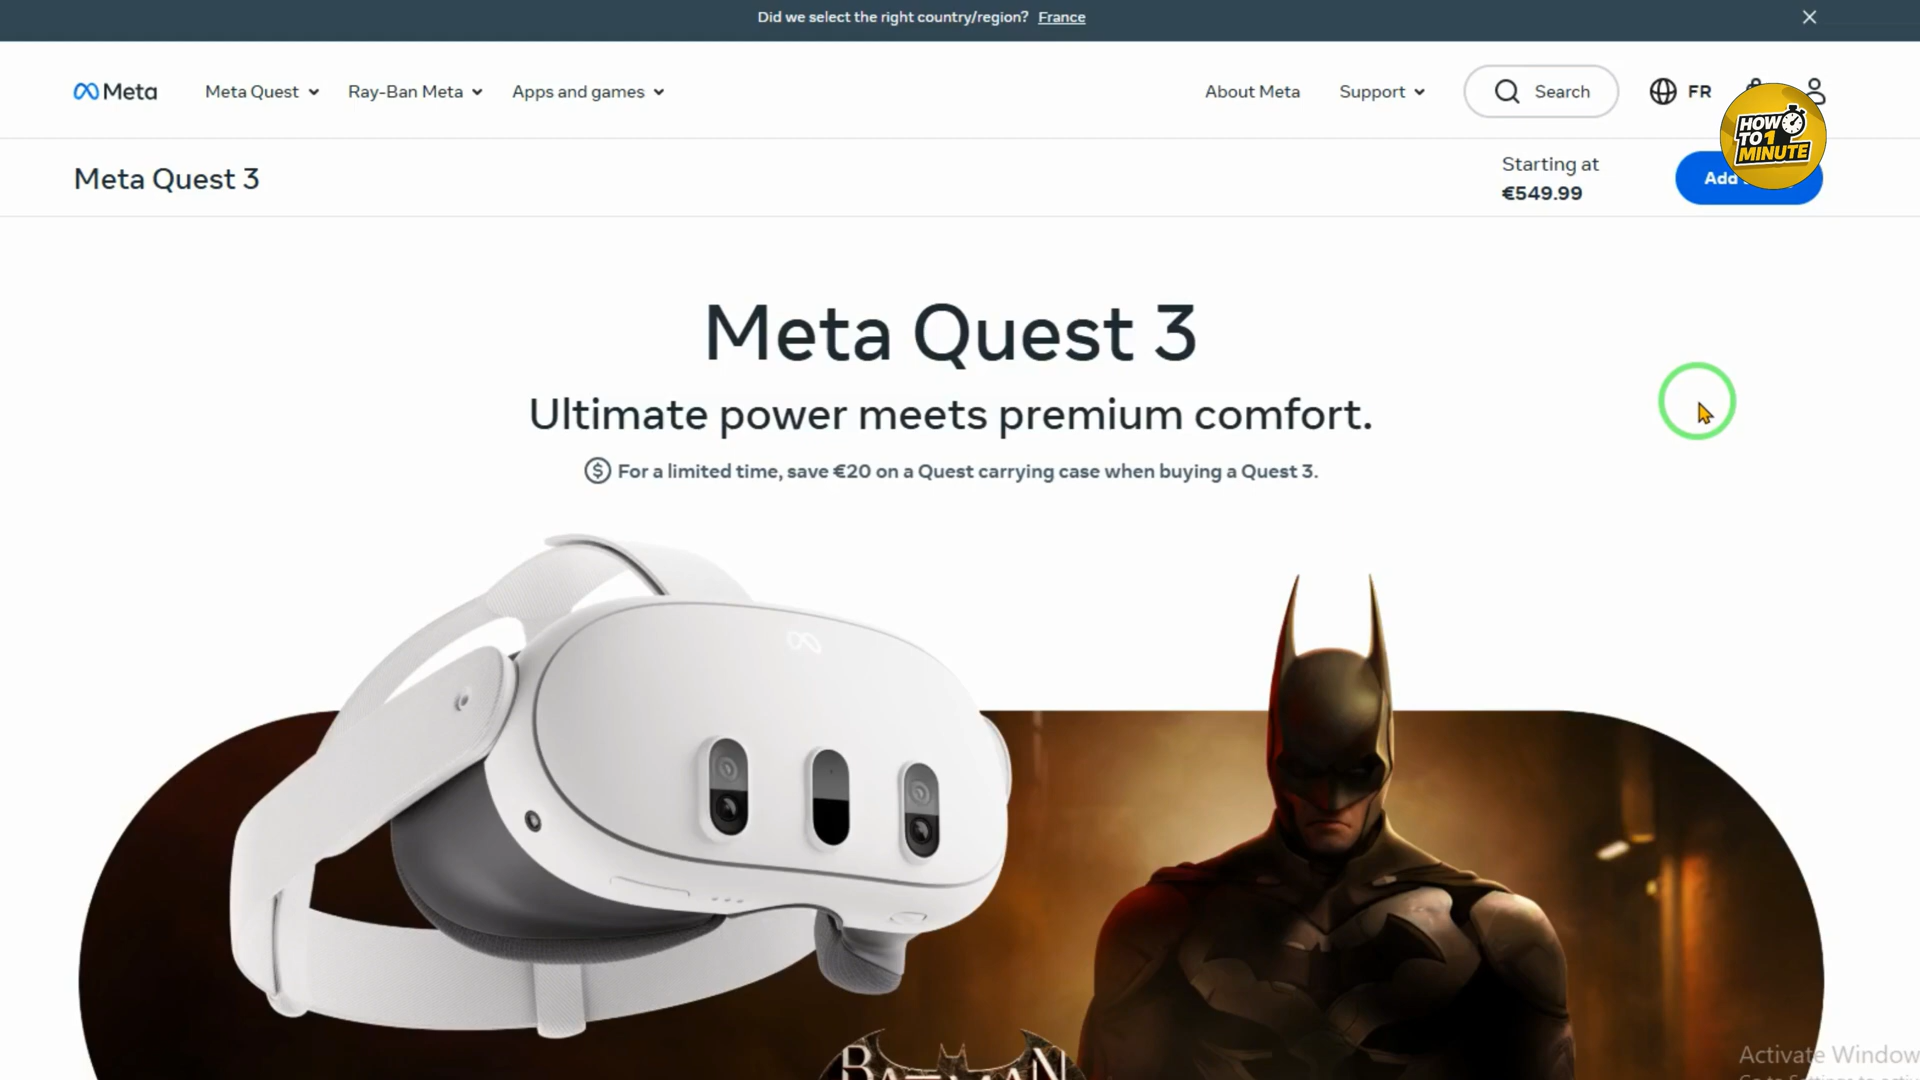 Did we select the right country/region? France
Meta
Meta Quest
Ray-Ban Meta
Apps and games
About Meta
Support
Search
FR
HOW
TO 1
MINUTE
Meta Quest 3
Starting at
€549.99
Add
Meta Quest 3
Ultimate power meets premium comfort.
For a limited time, save €20 on a Quest carrying case when buying a Quest 3.
BATMAN
Activate Window